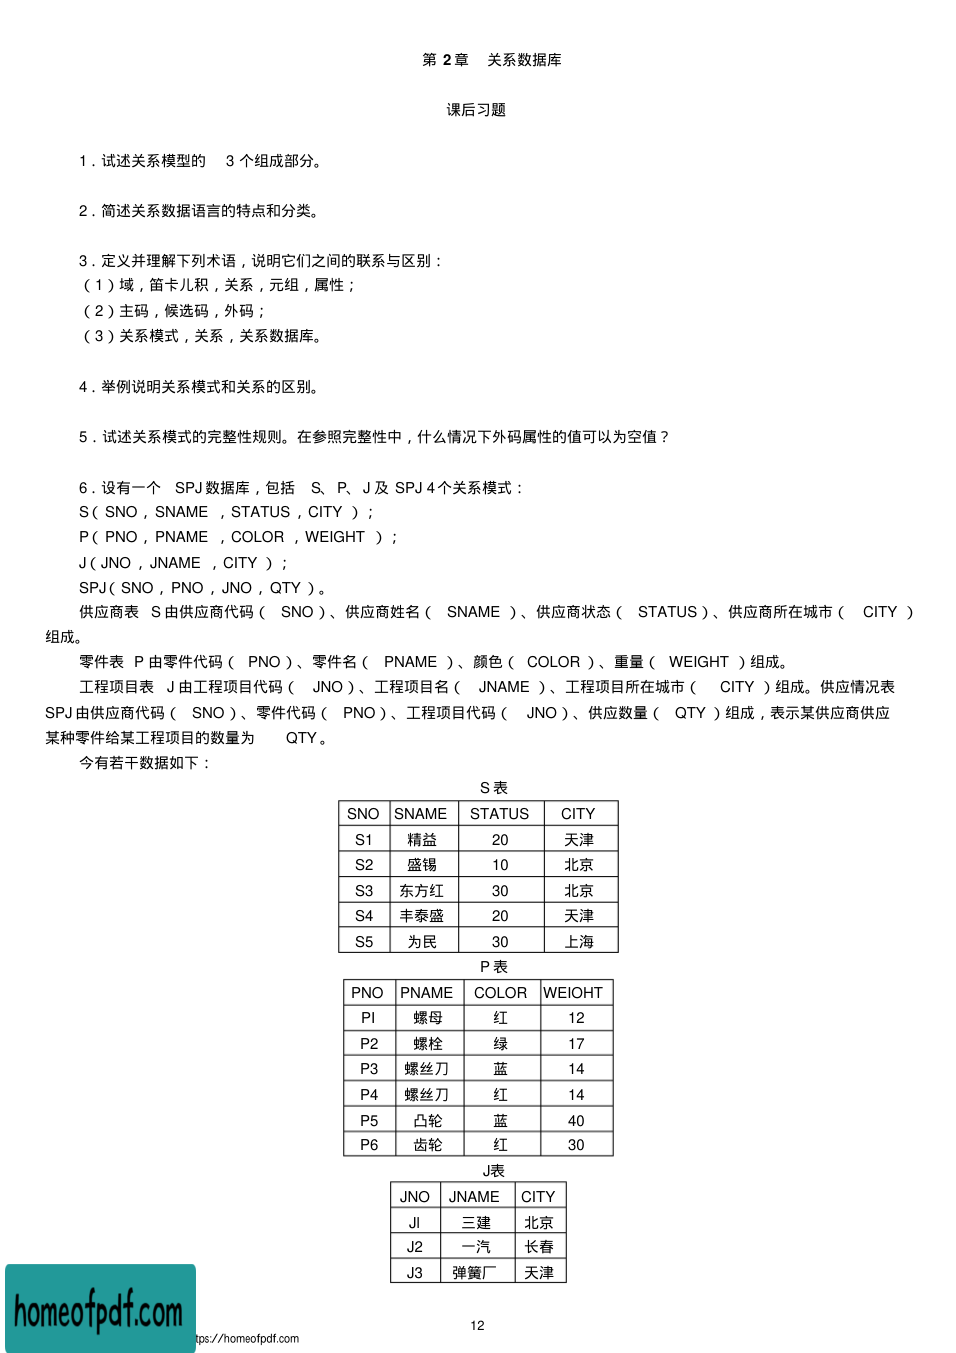 第 2 章 关系数据库
课后习题
1．试述关系模型的 3 个组成部分。
2．简述关系数据语言的特点和分类。
3．定义并理解下列术语，说明它们之间的联系与区别：
（1）域，笛卡儿积，关系，元组，属性；
（2）主码，候选码，外码；
（3）关系模式，关系，关系数据库。
4．举例说明关系模式和关系的区别。
5．试述关系模式的完整性规则。在参照完整性中，什么情况下外码属性的值可以为空值？
6．设有一个 SPJ 数据库，包括 S、P、J 及 SPJ 4 个关系模式：
S（ SNO，SNAME ，STATUS，CITY ）；
P（ PNO，PNAME ，COLOR ，WEIGHT ）；
J（ JNO ，JNAME ，CITY ）；
SPJ（ SNO，PNO，JNO，QTY ）。
供应商表 S 由供应商代码（ SNO）、供应商姓名（ SNAME ）、供应商状态（ STATUS）、供应商所在城市（ CITY ）
组成。
零件表 P 由零件代码（ PNO）、零件名（ PNAME ）、颜色（ COLOR ）、重量（ WEIGHT ）组成。
工程项目表 J 由工程项目代码（ JNO）、工程项目名（ JNAME ）、工程项目所在城市（ CITY ）组成。供应情况表
SPJ 由供应商代码（ SNO）、零件代码（ PNO）、工程项目代码（ JNO）、供应数量（ QTY ）组成，表示某供应商供应
某种零件给某工程项目的数量为 QTY。
今有若干数据如下：
S 表
SNO SNAME STATUS CITY
S1 精益 20 天津
S2 盛锡 10 北京
S3 东方红 30 北京
S4 丰泰盛 20 天津
S5 为民 30 上海
P 表
PNO PNAME COLOR WEIOHT
PI 螺母 红 12
P2 螺栓 绿 17
P3 螺丝刀 蓝 14
P4 螺丝刀 红 14
P5 凸轮 蓝 40
P6 齿轮 红 30
J表
JNO JNAME CITY
JI 三建 北京
J2 一汽 长春
J3 弹簧厂 天津
12
homeofpdf.com
tps://homeofpdf.com